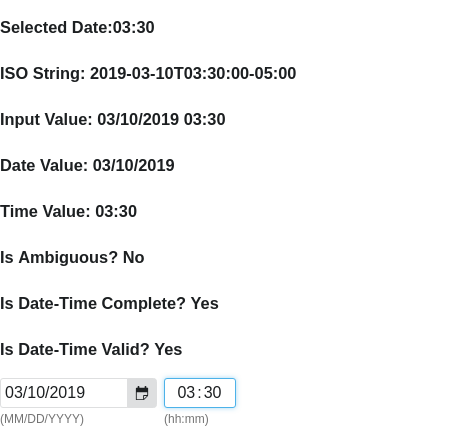 Selected Date:03:30
ISO String: 2019-03-10T03:30:00-05:00
Input Value: 03/10/2019 03:30
Date Value: 03/10/2019
Time Value: 03:30
Is Ambiguous? No
Is Date-Time Complete? Yes
Is Date-Time Valid? Yes
03/10/2019 03:30
(MM/DD/YYYY) (hh:mm)